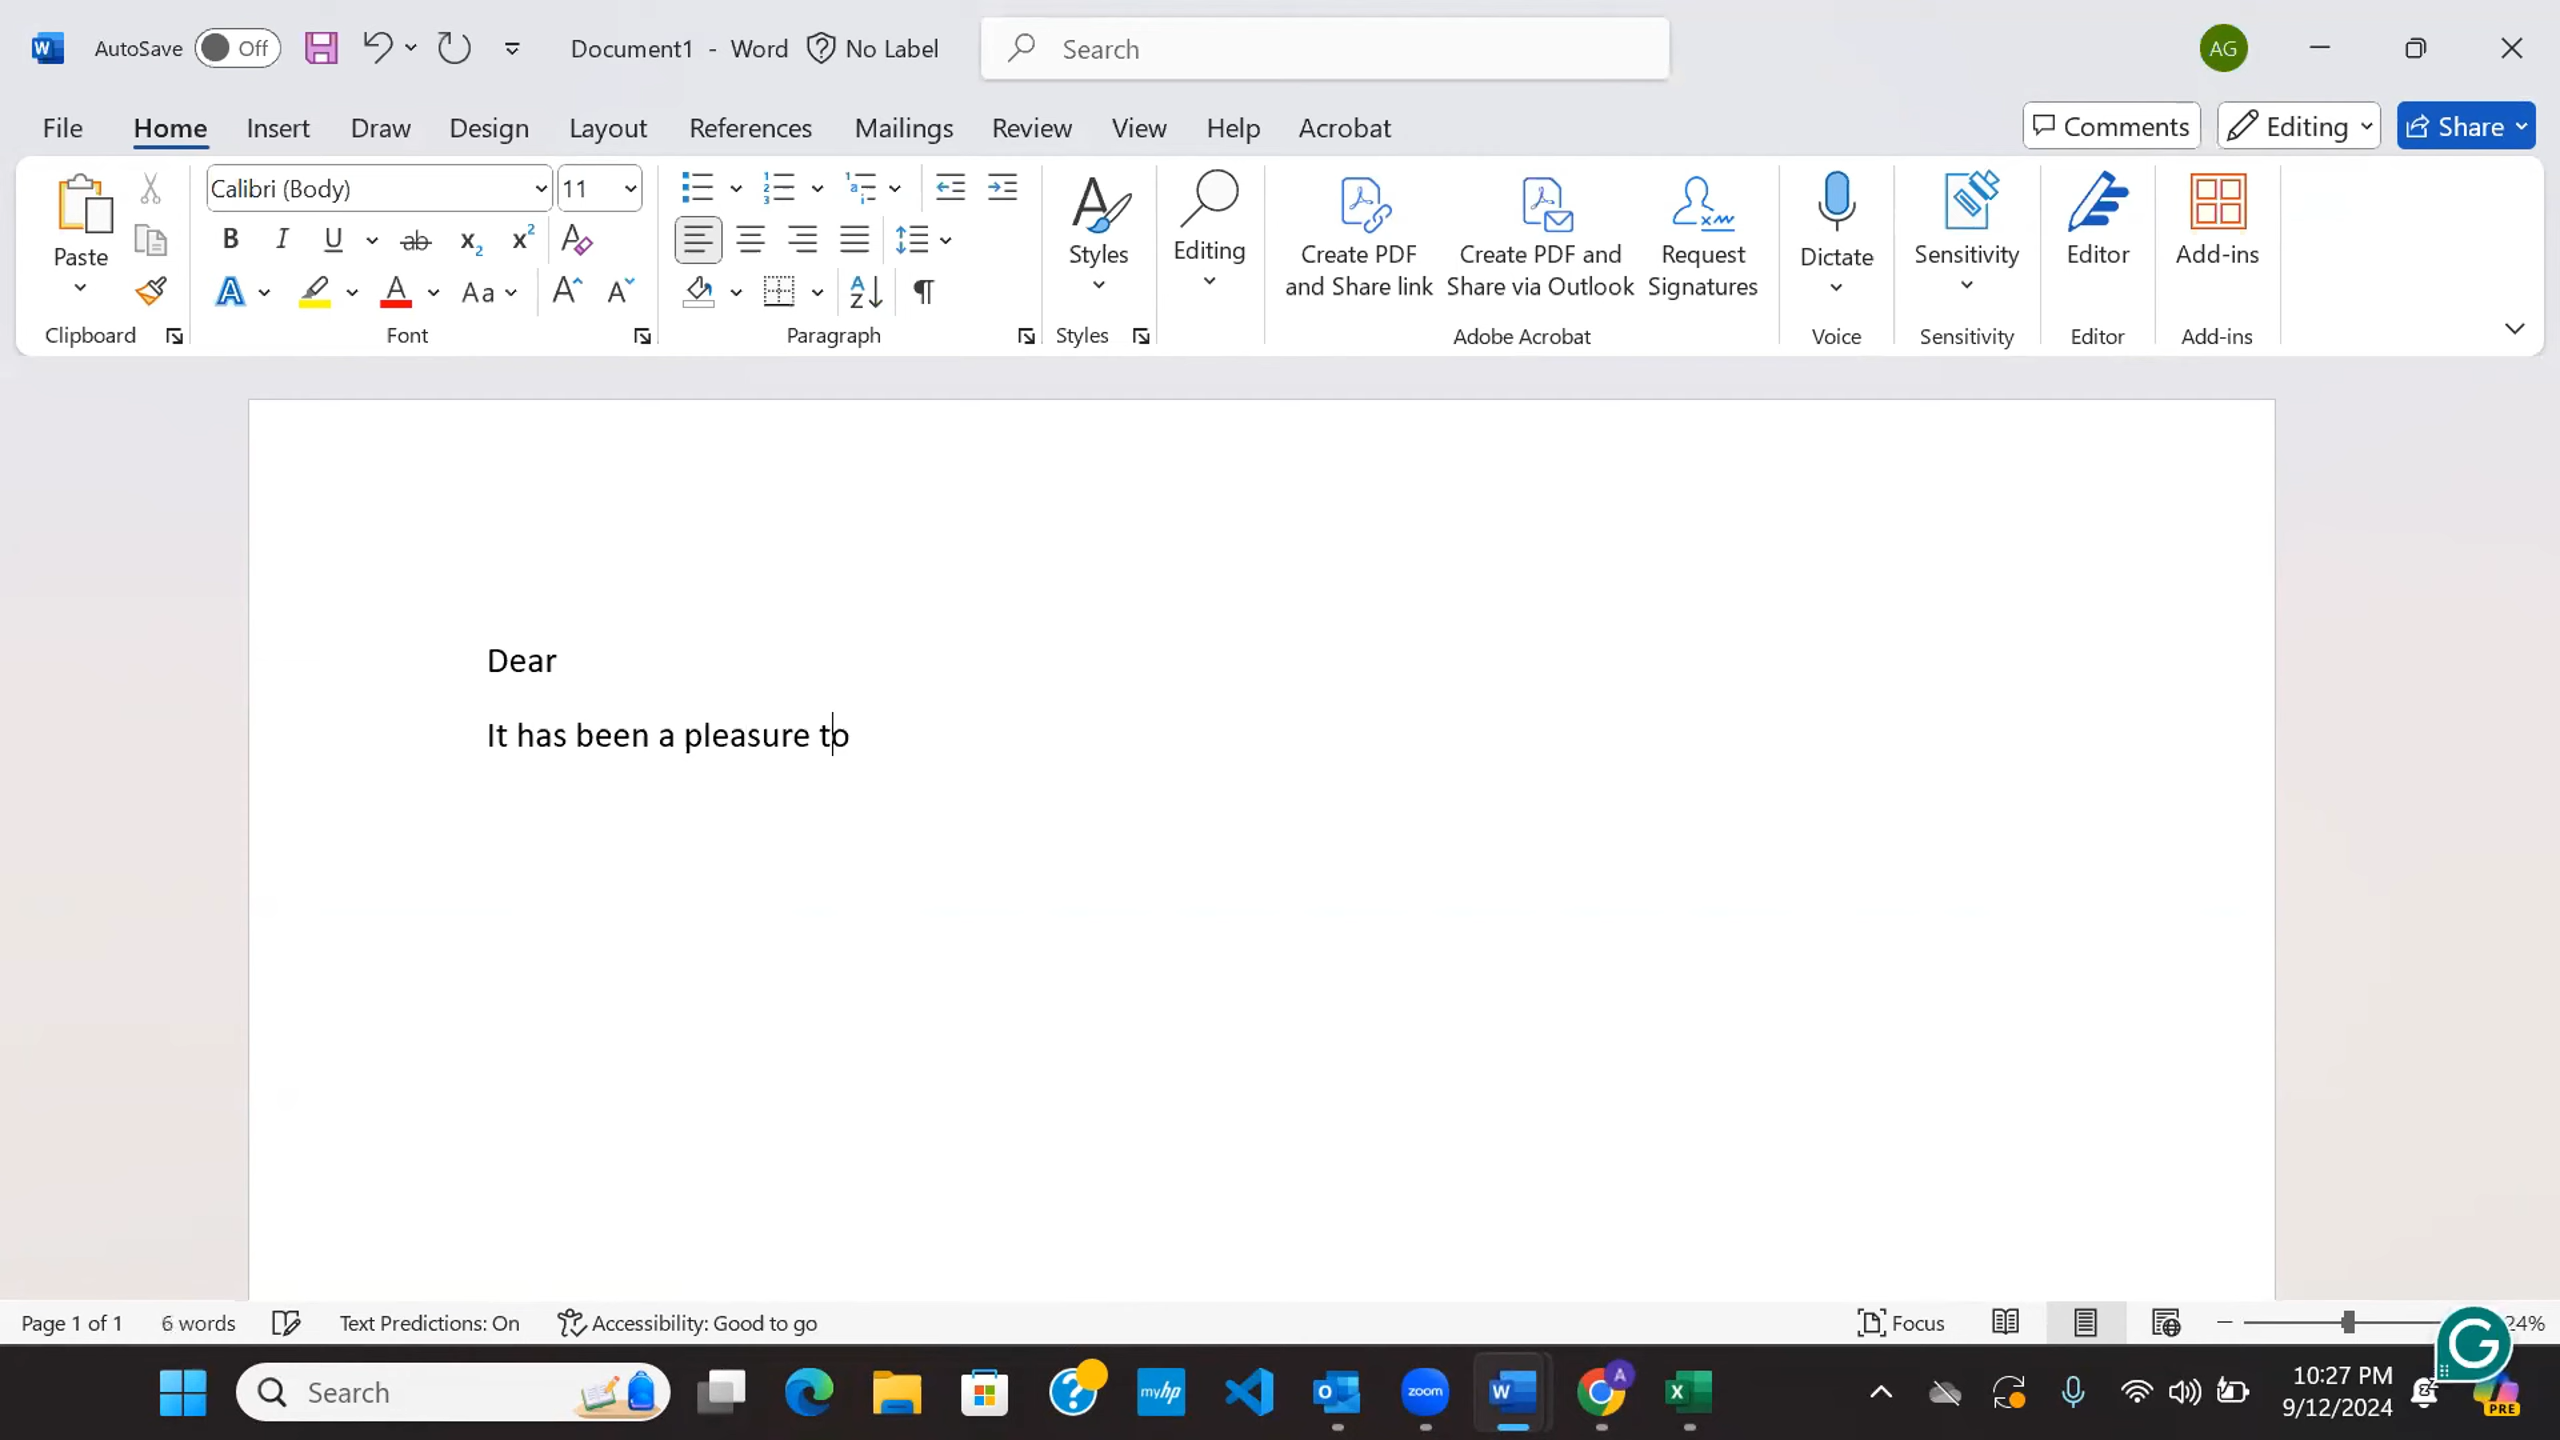 AutoSave Off Document1 - Word No Label Search AG
File Home Insert Draw Design Layout References Mailings Review View Help Acrobat Comments Editing Share
Paste
Clipboard
Calibri (Body) 11
Font
Paragraph
Styles
Styles
Editing
Create PDF and Share link
Create PDF and Share via Outlook
Request Signatures
Adobe Acrobat
Dictate
Voice
Sensitivity
Sensitivity
Editor
Editor
Add-ins
Add-ins
Dear
It has been a pleasure to
Page 1 of 1 6 words Text Predictions: On Accessibility: Good to go Focus 24%
Search myhp zoom 10:27 PM
9/12/2024 PRE